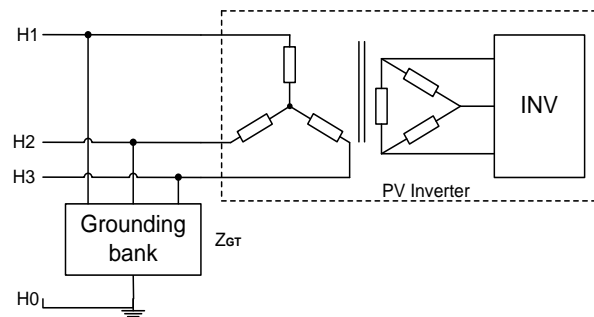 H1
INV
H2
H3
PV Inverter
Grounding
bank
ZGT
H0